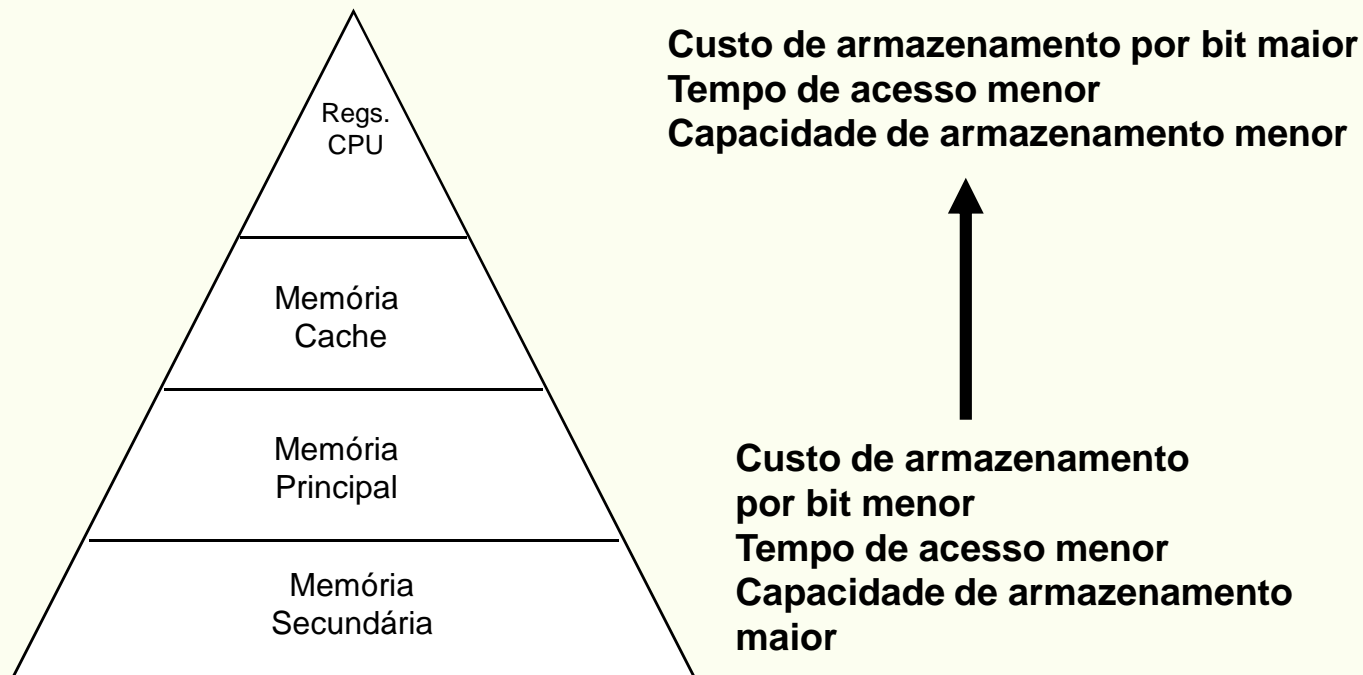 Custo de armazenamento por bit maior
Tempo de acesso menor
Capacidade de armazenamento menor
Regs.
CPU
Memória
Cache
Memória
Principal
Memória
Secundária
Custo de armazenamento
por bit menor
Tempo de acesso menor
Capacidade de armazenamento
maior